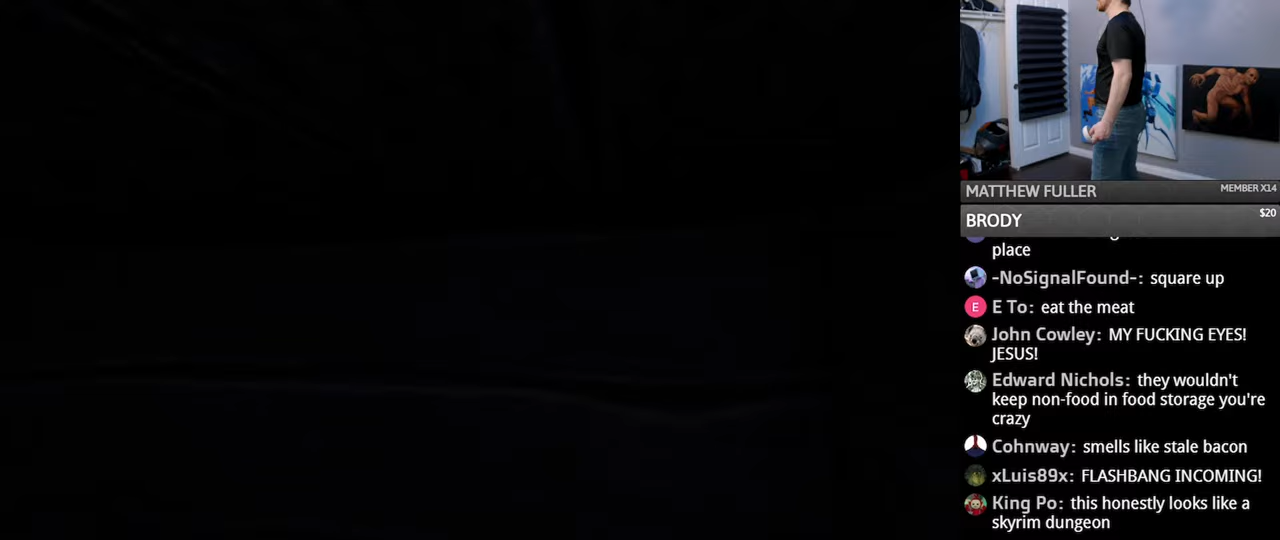 MATTHEW FULLER
MEMBER X14
BRODY
$20
place
-NoSignalFound-: square up
E
E To: eat the meat
John Cowley: MY FUCKING EYES!
JESUS!
Edward Nichols: they wouldn't
keep non-food in food storage you're
crazy
Cohnway: smells like stale bacon
xLuis89x: FLASHBANG INCOMING!
King Po: this honestly looks like a
skyrim dungeon